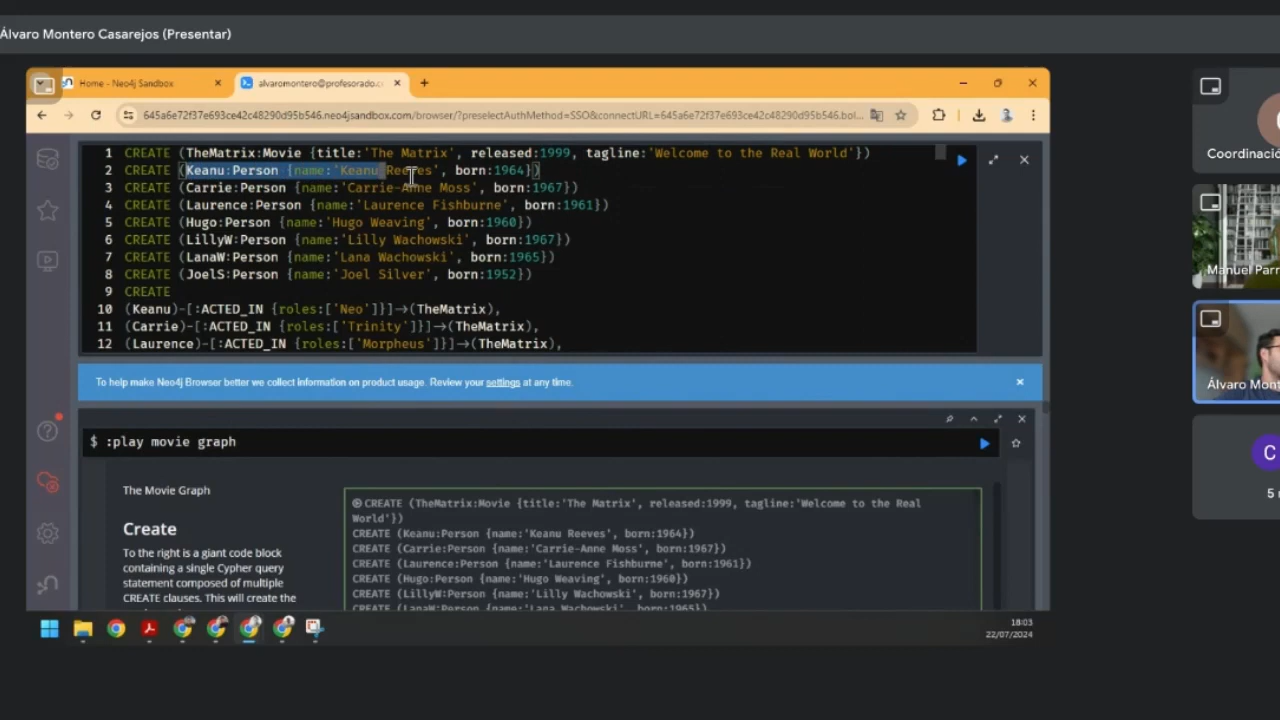 Álvaro Montero Casarejos (Presentar)
Home - Neo4j Sandbox
alvaromontero@profesorado.c
645a6e72f37e693ce42c48290d95b546.neo4jsandbox.com/browser/?preselectAuthMethod=SSO&connectURL=645a6e72f37e693ce42c48290d95b546.bol...
1 CREATE (TheMatrix:Movie {title:'The Matrix', released:1999, tagline:'Welcome to the Real World'})
2 CREATE (Keanu:Person {name:'Keanu Reeves', born:1964})
3 CREATE (Carrie:Person {name:'Carrie-Anne Moss', born:1967})
4 CREATE (Laurence:Person {name:'Laurence Fishburne', born:1961})
5 CREATE (Hugo:Person {name:'Hugo Weaving', born:1960})
6 CREATE (LillyW:Person {name:'Lilly Wachowski', born:1967})
7 CREATE (LanaW:Person {name:'Lana Wachowski', born:1965})
8 CREATE (JoelS:Person {name:'Joel Silver', born:1952})
9 CREATE
10 (Keanu)-[:ACTED_IN {roles:['Neo']}]→(TheMatrix),
11 (Carrie)-[:ACTED_IN {roles:['Trinity']}]→(TheMatrix),
12 (Laurence)-[:ACTED_IN {roles:['Morpheus']}]→(TheMatrix),
To help make Neo4j Browser better we collect information on product usage. Review your settings at any time.
$ :play movie graph
The Movie Graph
Create
To the right is a giant code block
containing a single Cypher query
statement composed of multiple
CREATE clauses. This will create the
CREATE (TheMatrix:Movie {title:'The Matrix', released:1999, tagline:'Welcome to the Real
World'})
CREATE (Keanu:Person {name:'Keanu Reeves', born:1964})
CREATE (Carrie:Person {name:'Carrie-Anne Moss', born:1967})
CREATE (Laurence:Person {name:'Laurence Fishburne', born:1961})
CREATE (Hugo:Person {name:'Hugo Weaving', born:1960})
CREATE (LillyW:Person {name:'Lilly Wachowski', born:1967})
CREATE (LanaW:Person {name:'Lana Wachowski', born:1965})
18:03
22/07/2024
Coordinació
Manuel Parr
Álvaro Mont
C
5